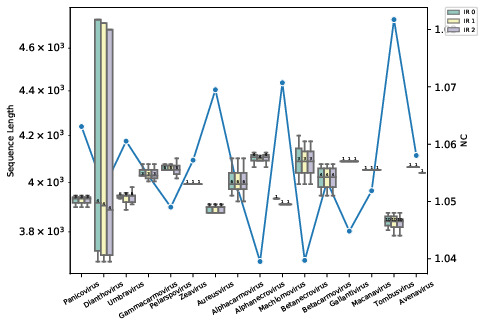 IR 0
IR 1
IR 2
4.6 × 10³
4.4 × 10³
4.2 × 10³
4 × 10³
3.8 × 10³
Sequence Length
1.07
1.06
1.05
1.04
NC
Panicovirus
Dianthovirus
Umbravirus
Gammacarmovirus
Pelarspovirus
Zeavirus
Aureusvirus
Alphacarmovirus
Alphanecrovirus
Machlomovirus
Betanecrovirus
Betacarmovirus
Gallantivirus
Macanavirus
Tombusvirus
Avenavirus